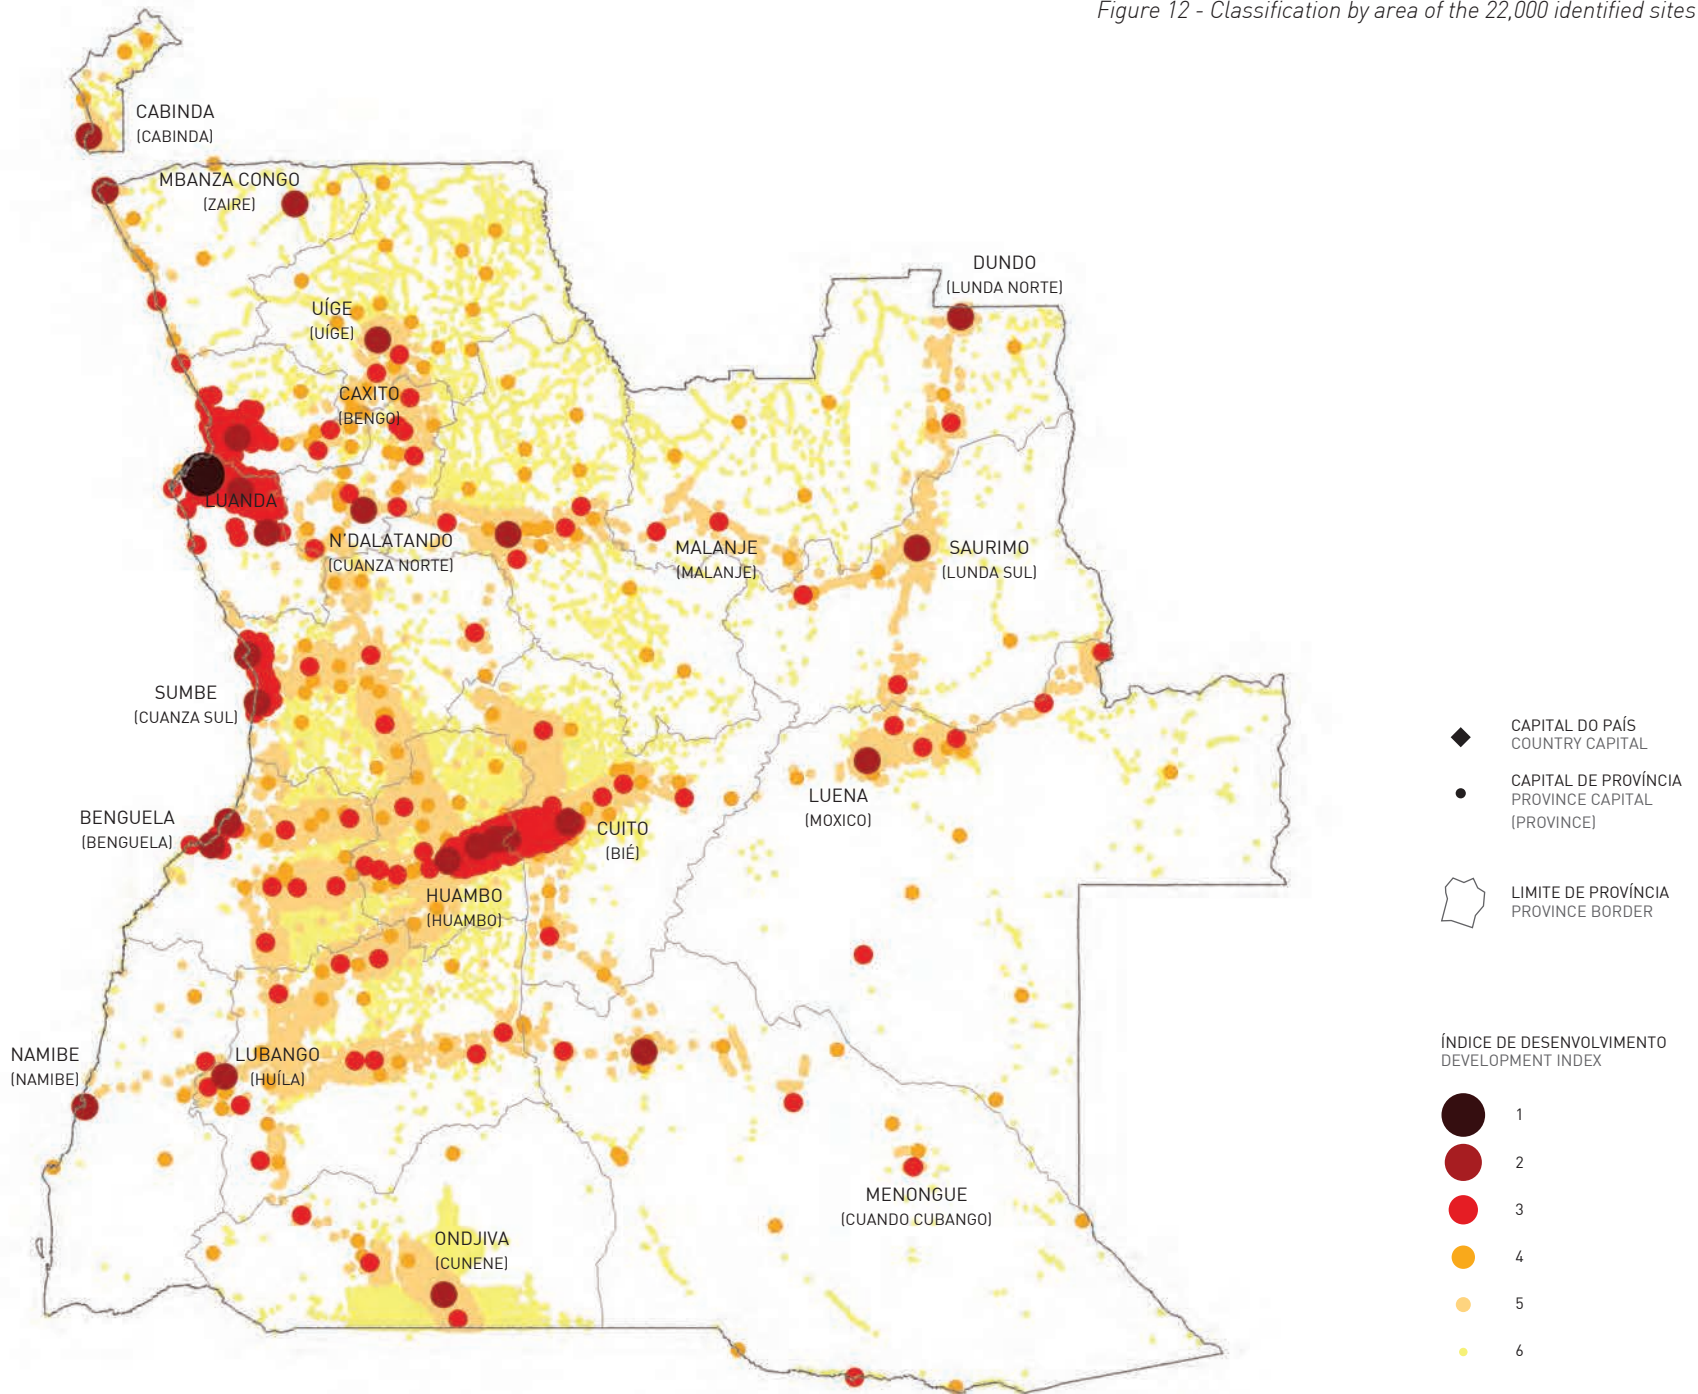 Figure 12 - Classification by area of the 22,000 identified sites
CABINDA
(CABINDA)
MBANZA CONGO
(ZAIRE)
DUNDO
(LUNDA NORTE)
UÍGE
(UÍGE)
CAXITO
(BENGO)
LUANDA
N'DALATANDO
(CUANZA NORTE)
MALANJE
(MALANJE)
SAURIMO
(LUNDA SUL)
SUMBE
(CUANZA SUL)
BENGUELA
(BENGUELA)
CUITO
(BIÉ)
LUENA
(MOXICO)
HUAMBO
(HUAMBO)
NAMIBE
(NAMIBE)
LUBANGO
(HUÍLA)
MENONGUE
(CUANDO CUBANGO)
ONDJIVA
(CUNENE)
CAPITAL DO PAÍS
COUNTRY CAPITAL
CAPITAL DE PROVÍNCIA
PROVINCE CAPITAL
(PROVINCE)
LIMITE DE PROVÍNCIA
PROVINCE BORDER
ÍNDICE DE DESENVOLVIMENTO
DEVELOPMENT INDEX
1
2
3
4
5
6